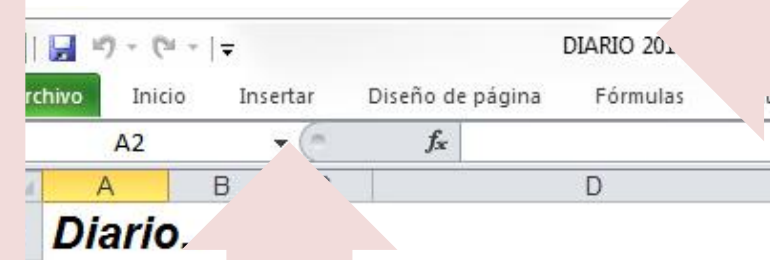 DIARIO 201
rchivo Inicio Insertar Diseño de página Fórmulas
A2 fx
A B D
Diario.